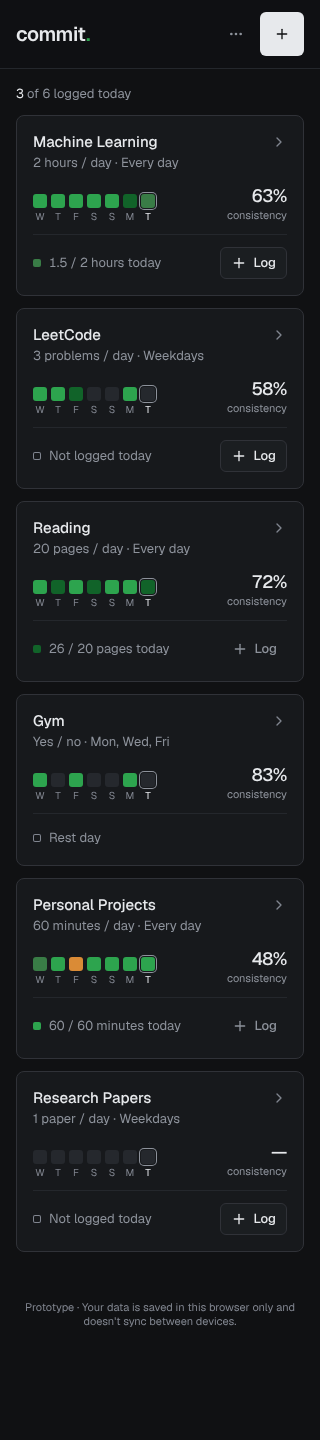 commit.
3 of 6 logged today
Machine Learning
2 hours / day · Every day
63%
W T F S S M T
consistency
1.5 / 2 hours today
+ Log
LeetCode
3 problems / day · Weekdays
58%
W T F S S M T
consistency
Not logged today
+ Log
Reading
20 pages / day · Every day
72%
W T F S S M T
consistency
26 / 20 pages today
+ Log
Gym
Yes / no · Mon, Wed, Fri
83%
W T F S S M T
consistency
Rest day
Personal Projects
60 minutes / day · Every day
48%
W T F S S M T
consistency
60 / 60 minutes today
+ Log
Research Papers
1 paper / day · Weekdays
—
W T F S S M T
consistency
Not logged today
+ Log
Prototype · Your data is saved in this browser only and
doesn't sync between devices.